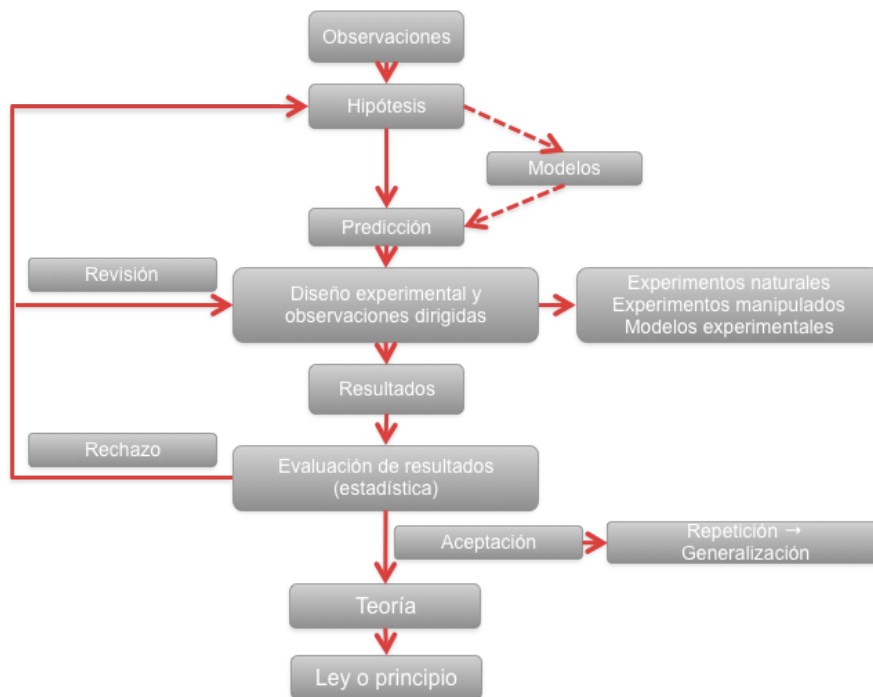 Observaciones
Hipótesis
Modelos
Predicción
Revisión
Diseño experimental y
observaciones dirigidas
Experimentos naturales
Experimentos manipulados
Modelos experimentales
Resultados
Rechazo
Evaluación de resultados
(estadística)
Aceptación
Repetición →
Generalización
Teoría
Ley o principio